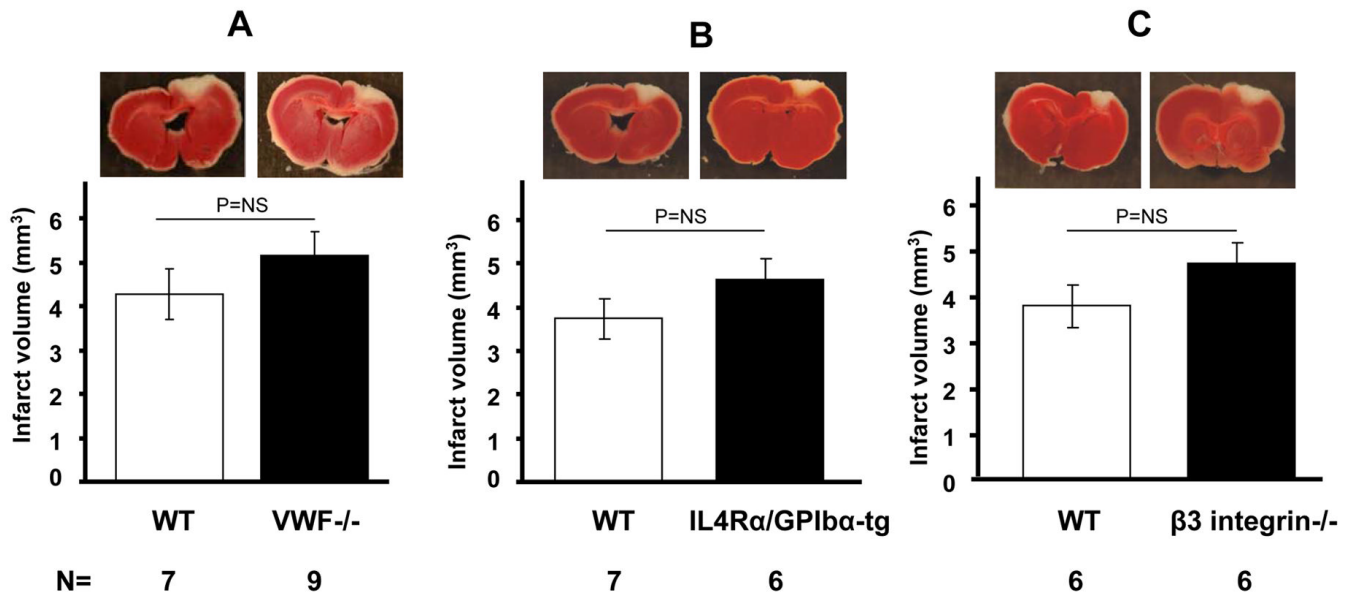 A
B
C
P=NS
P=NS
P=NS
Infarct volume (mm3)
6
5
4
3
2
1
0
Infarct volume (mm3)
6
5
4
3
2
1
0
Infarct volume (mm3)
6
5
4
3
2
1
0
WT VWF-/-
WT IL4Rα/GPIbα-tg
WT β3 integrin-/-
N= 7 9 7 6 6 6